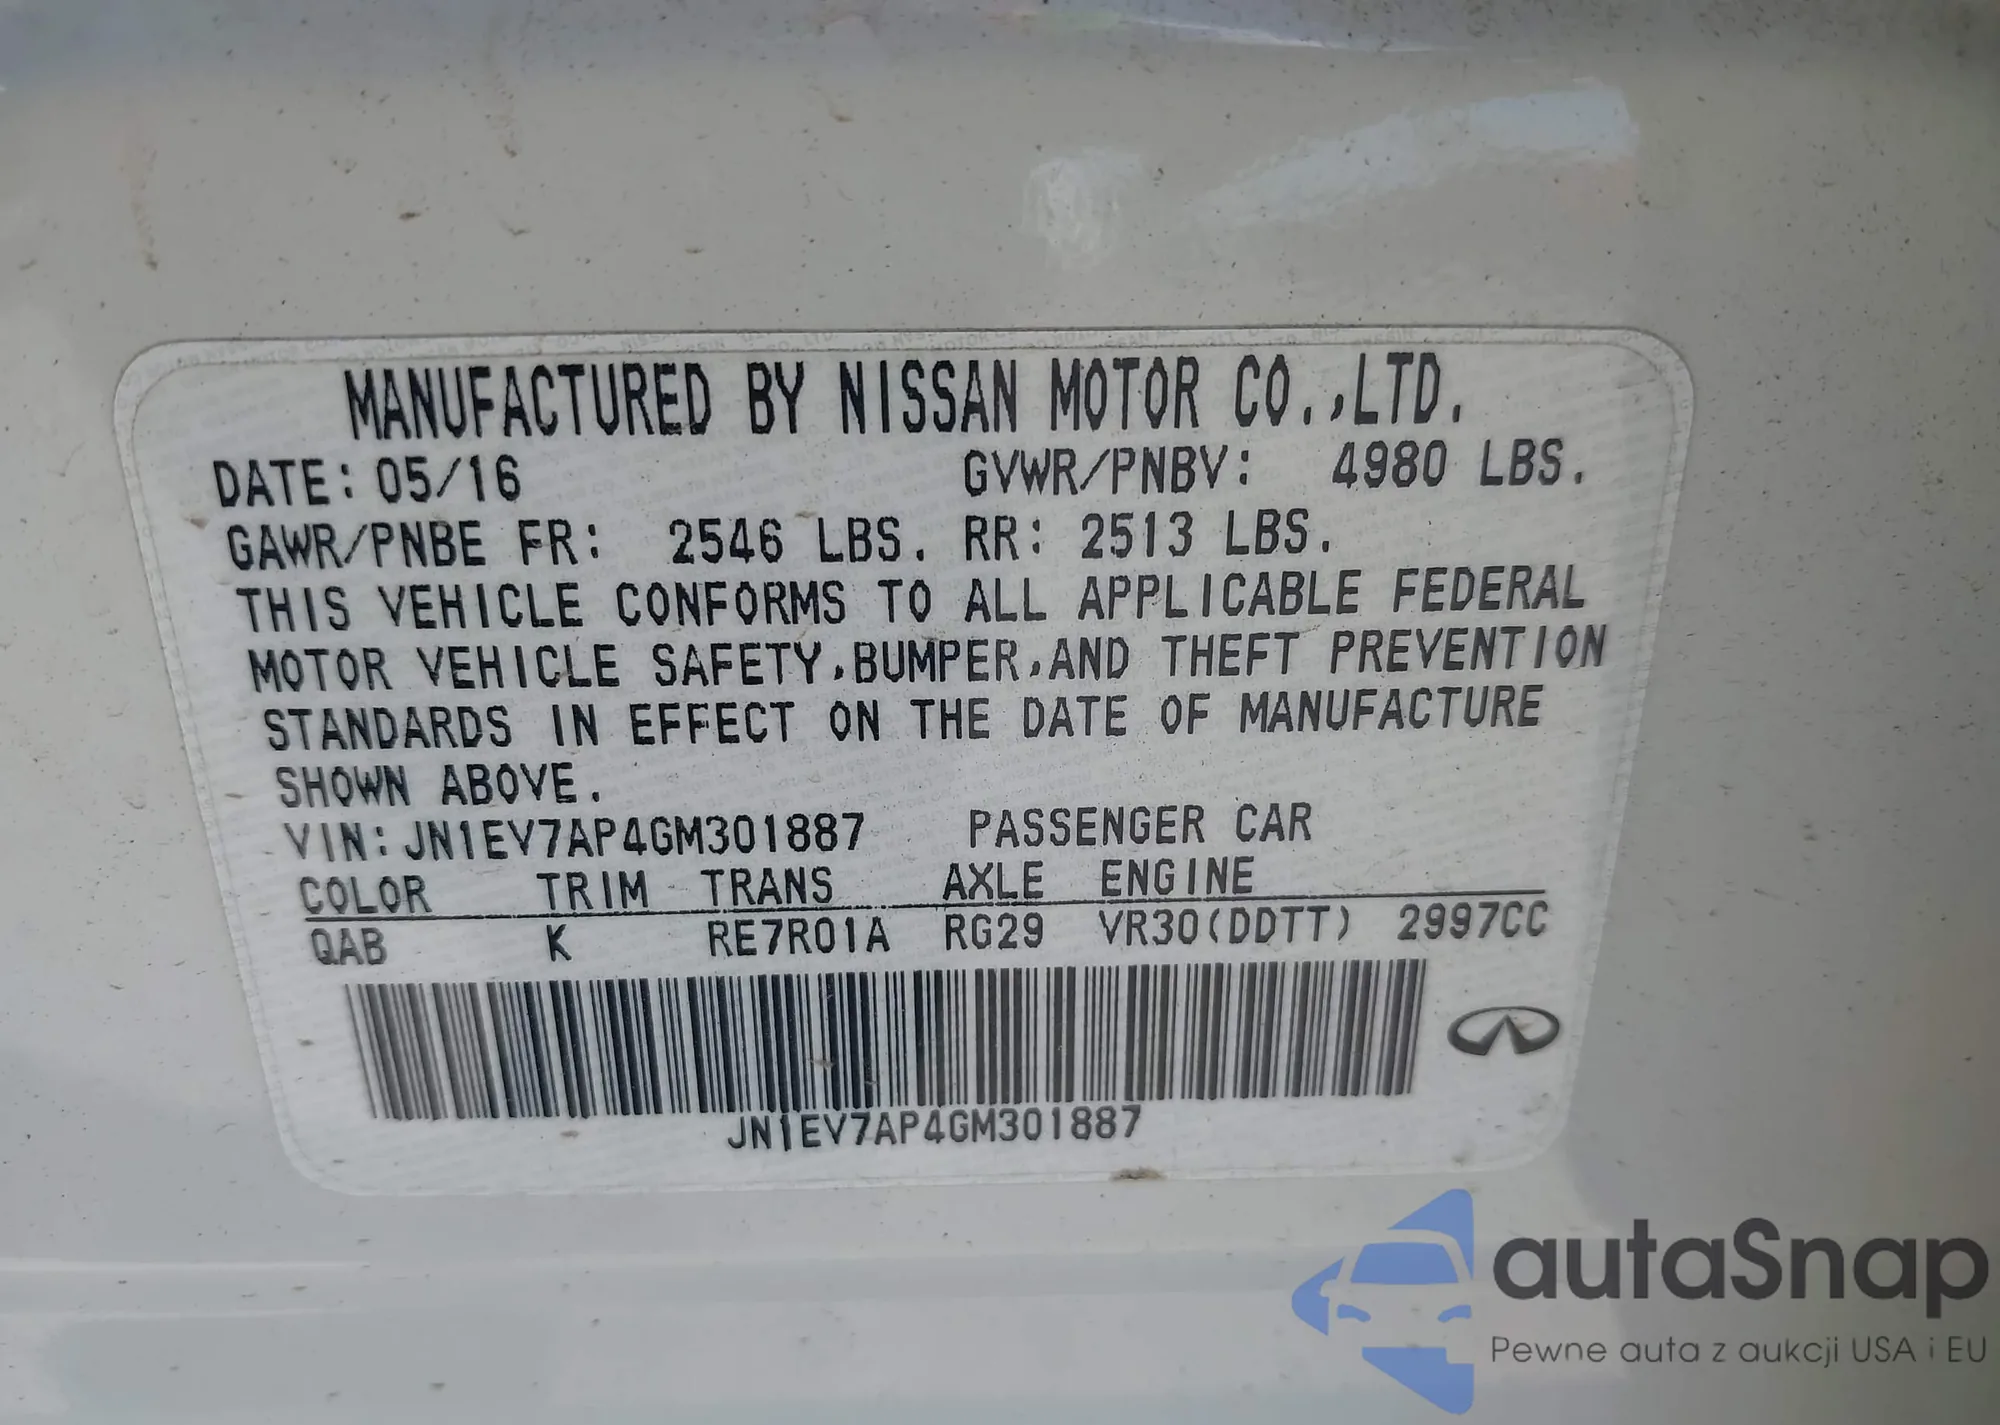 MANUFACTURED BY NISSAN MOTOR CO.,LTD.
DATE: 05/16 GVWR/PNBV: 4980 LBS.
GAWR/PNBE FR: 2546 LBS. RR: 2513 LBS.
THIS VEHICLE CONFORMS TO ALL APPLICABLE FEDERAL
MOTOR VEHICLE SAFETY,BUMPER,AND THEFT PREVENTION
STANDARDS IN EFFECT ON THE DATE OF MANUFACTURE
SHOWN ABOVE.
VIN:JN1EV7AP4GM301887 PASSENGER CAR
COLOR TRIM TRANS AXLE ENGINE
QAB K RE7R01A RG29 VR30(DDTT) 2997CC
JN1EV7AP4GM301887
autaSnap
Pewne auta z aukcji USA i EU